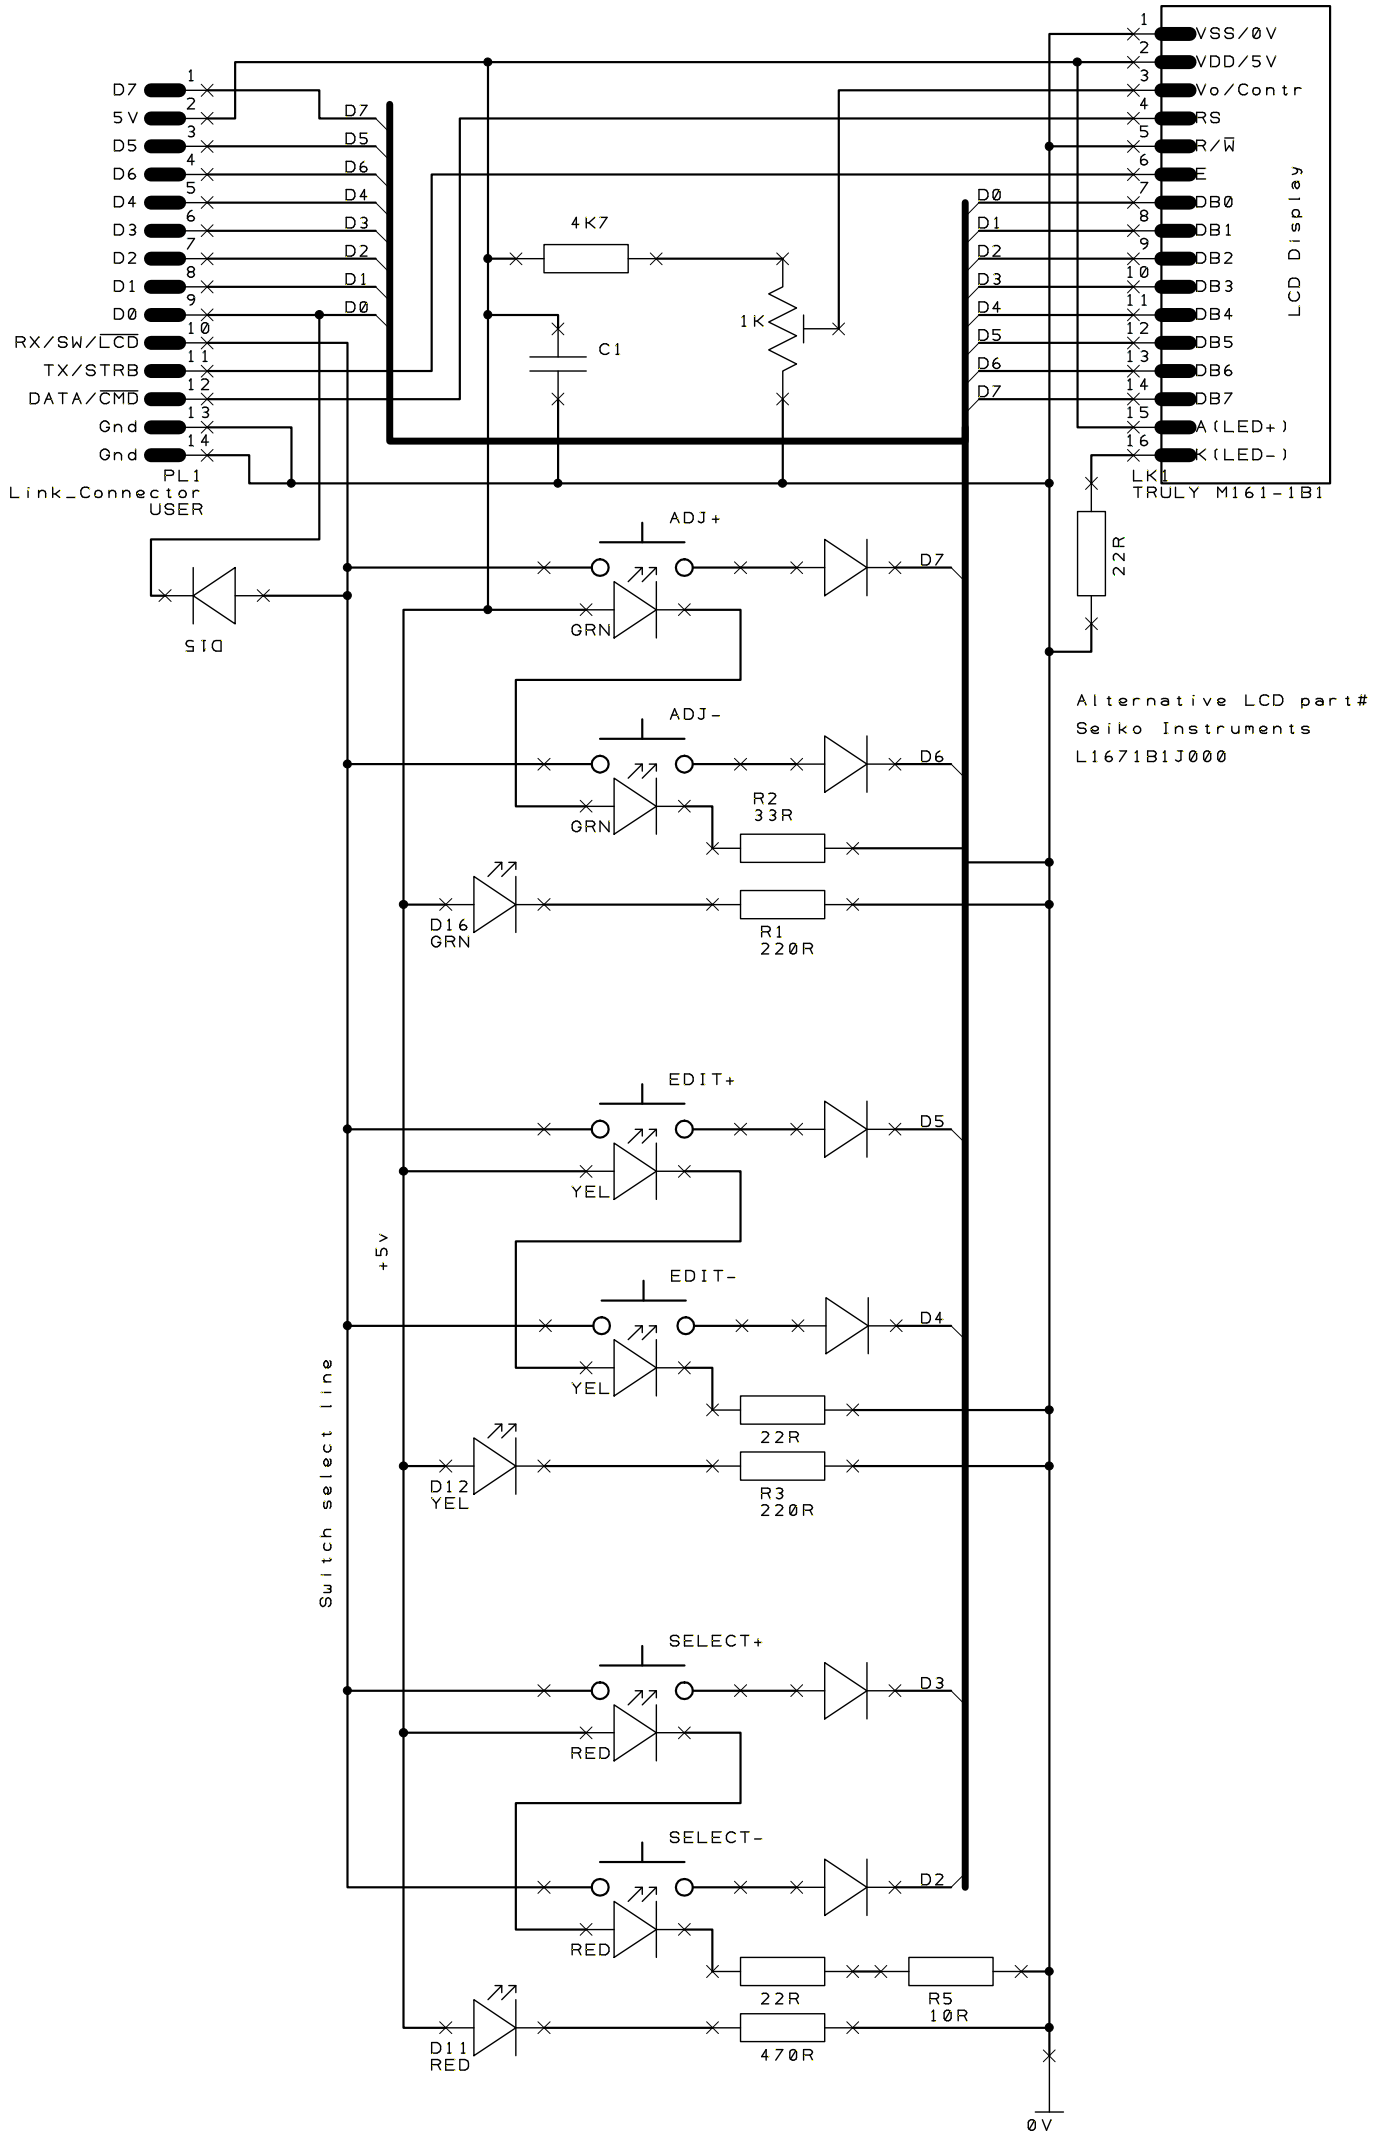 D7 1
5V 2
D5 3
D6 4
D4 5
D3 6
D2 7
D1 8
D0 9
RX/SW/L̅C̅D̅ 10
TX/STRB 11
DATA/C̅M̅D̅ 12
Gnd 13
Gnd 14
PL1
Link_Connector
USER
D7
D5
D6
D4
D3
D2
D1
D0
4K7
1K
C1
D0
D1
D2
D3
D4
D5
D6
D7
1 VSS/0V
2 VDD/5V
3 Vo/Contr
4 RS
5 R/W̅
6 E
7 DB0
8 DB1
9 DB2
10 DB3
11 DB4
12 DB5
13 DB6
14 DB7
15 A(LED+)
16 K(LED-)
LCD Display
LK1
TRULY M161-1B1
22R
Alternative LCD part#
Seiko Instruments
L1671B1J000
D15
ADJ+
D7
GRN
ADJ-
D6
GRN
R2
33R
D16
GRN
R1
220R
EDIT+
D5
YEL
+5v
EDIT-
D4
YEL
22R
D12
YEL
R3
220R
Switch select line
SELECT+
D3
RED
SELECT-
D2
RED
22R
R5
10R
D11
RED
470R
0V